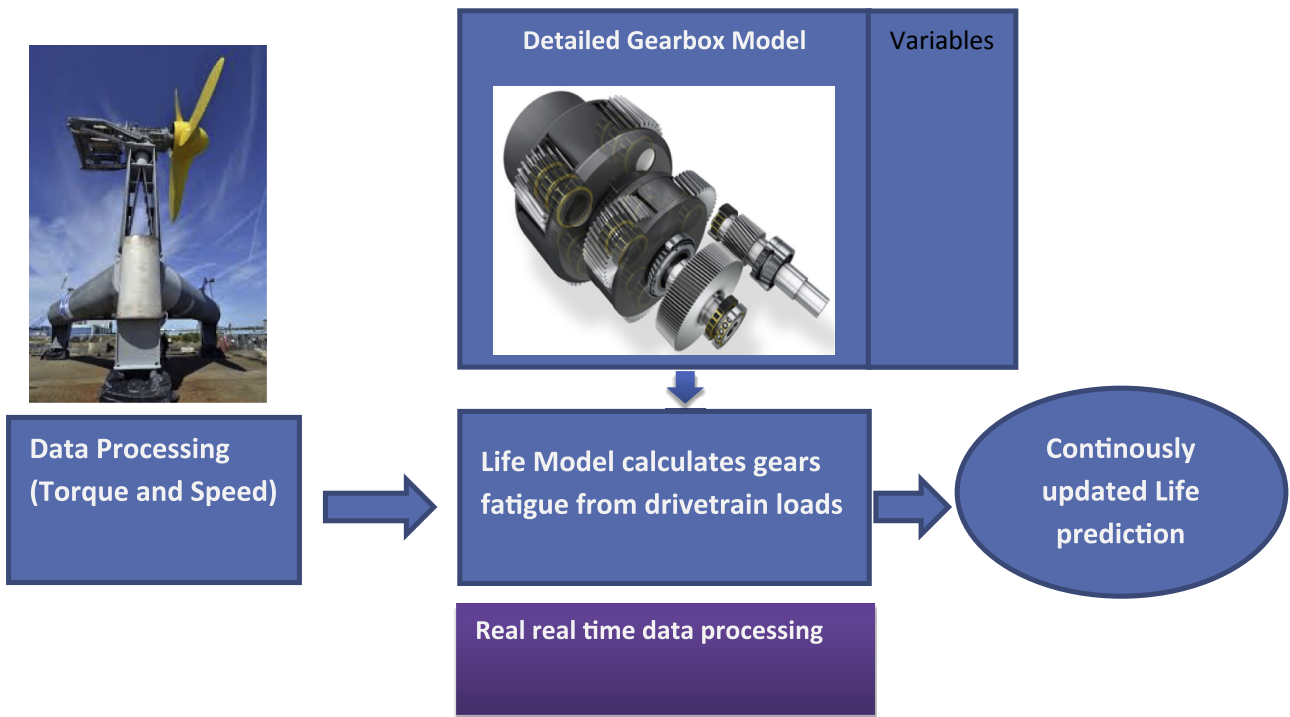 Detailed Gearbox Model
Variables
Data Processing
(Torque and Speed)
Life Model calculates gears
fatigue from drivetrain loads
Continously
updated Life
prediction
Real real time data processing